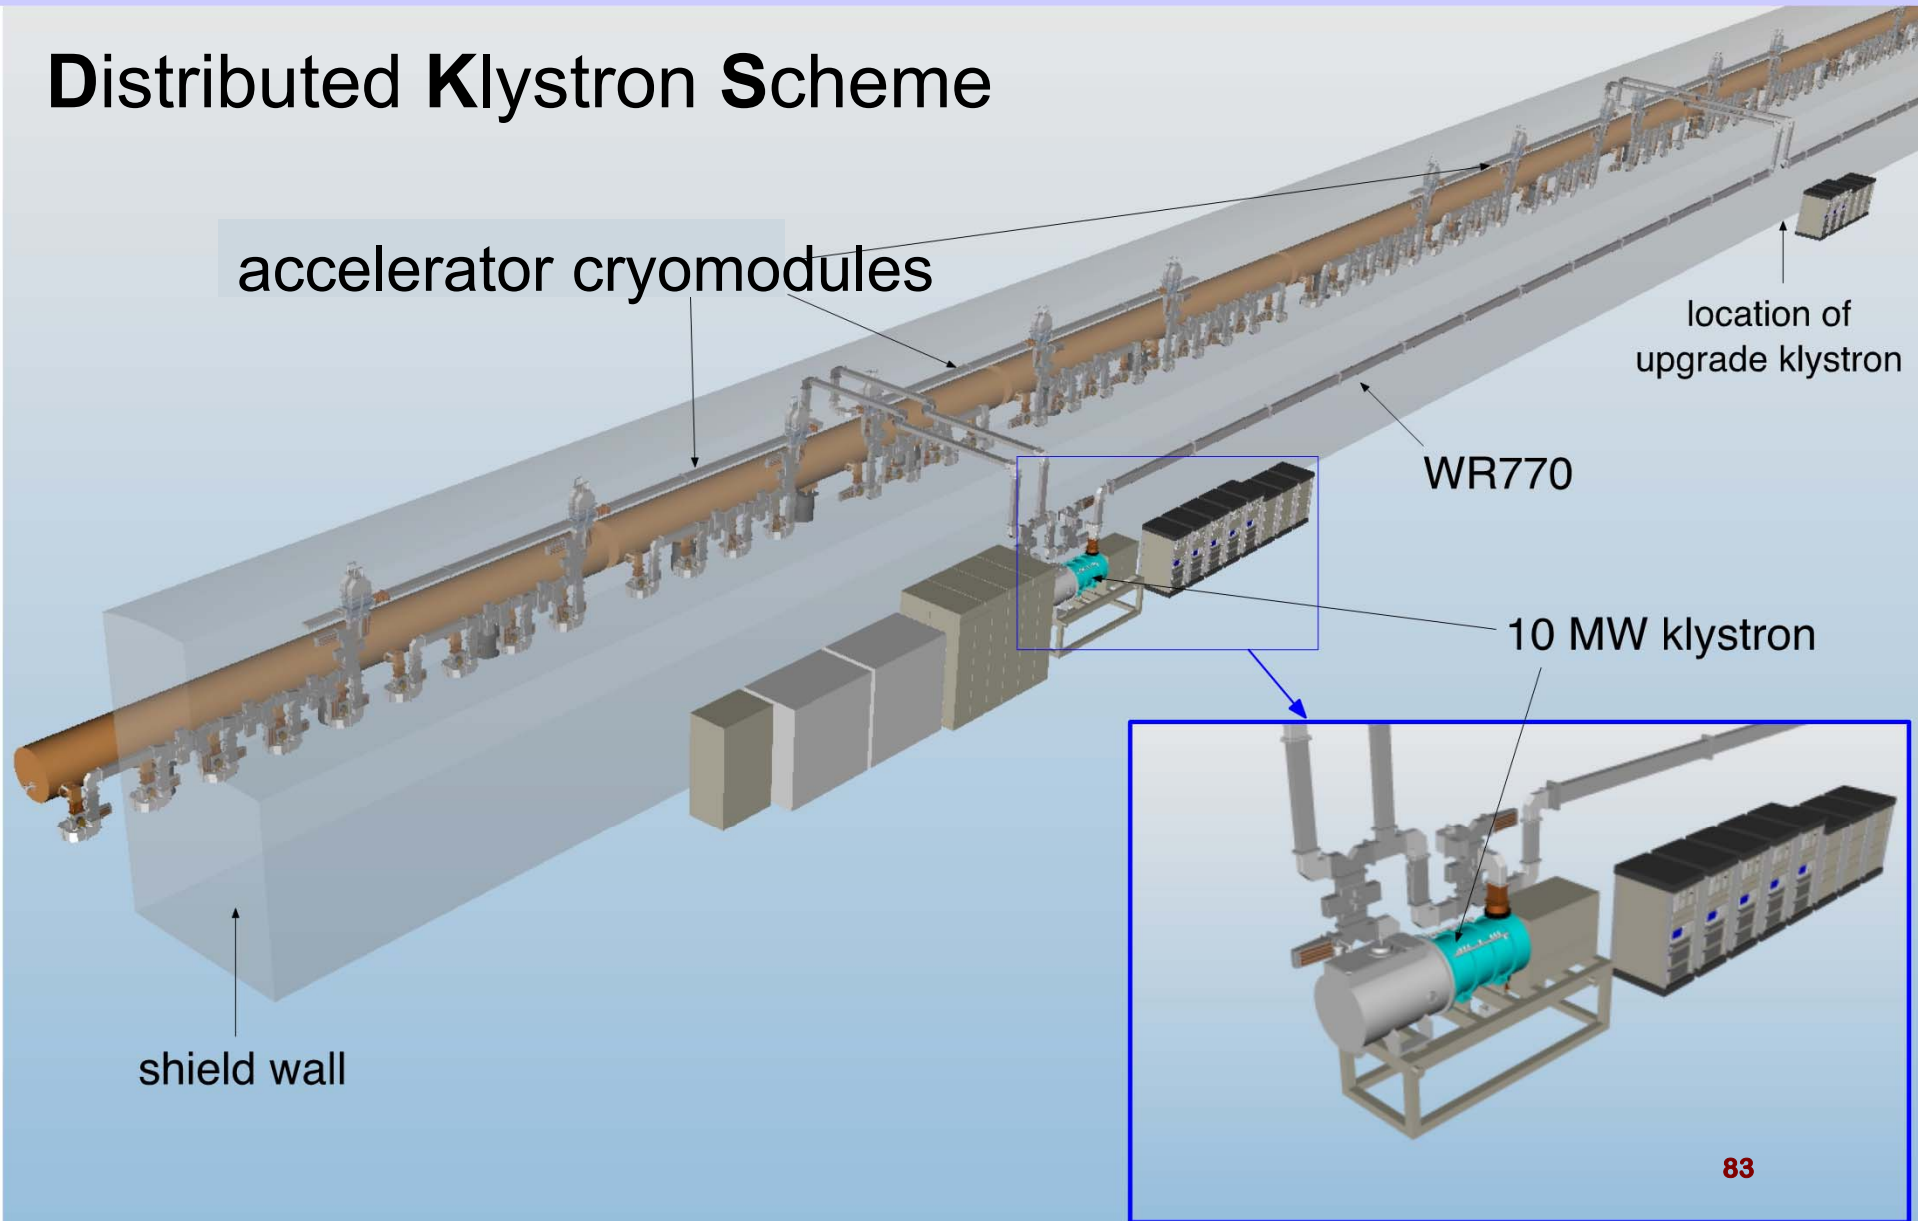 Distributed Klystron Scheme
accelerator cryomodules
location of
upgrade klystron
WR770
10 MW klystron
shield wall
83